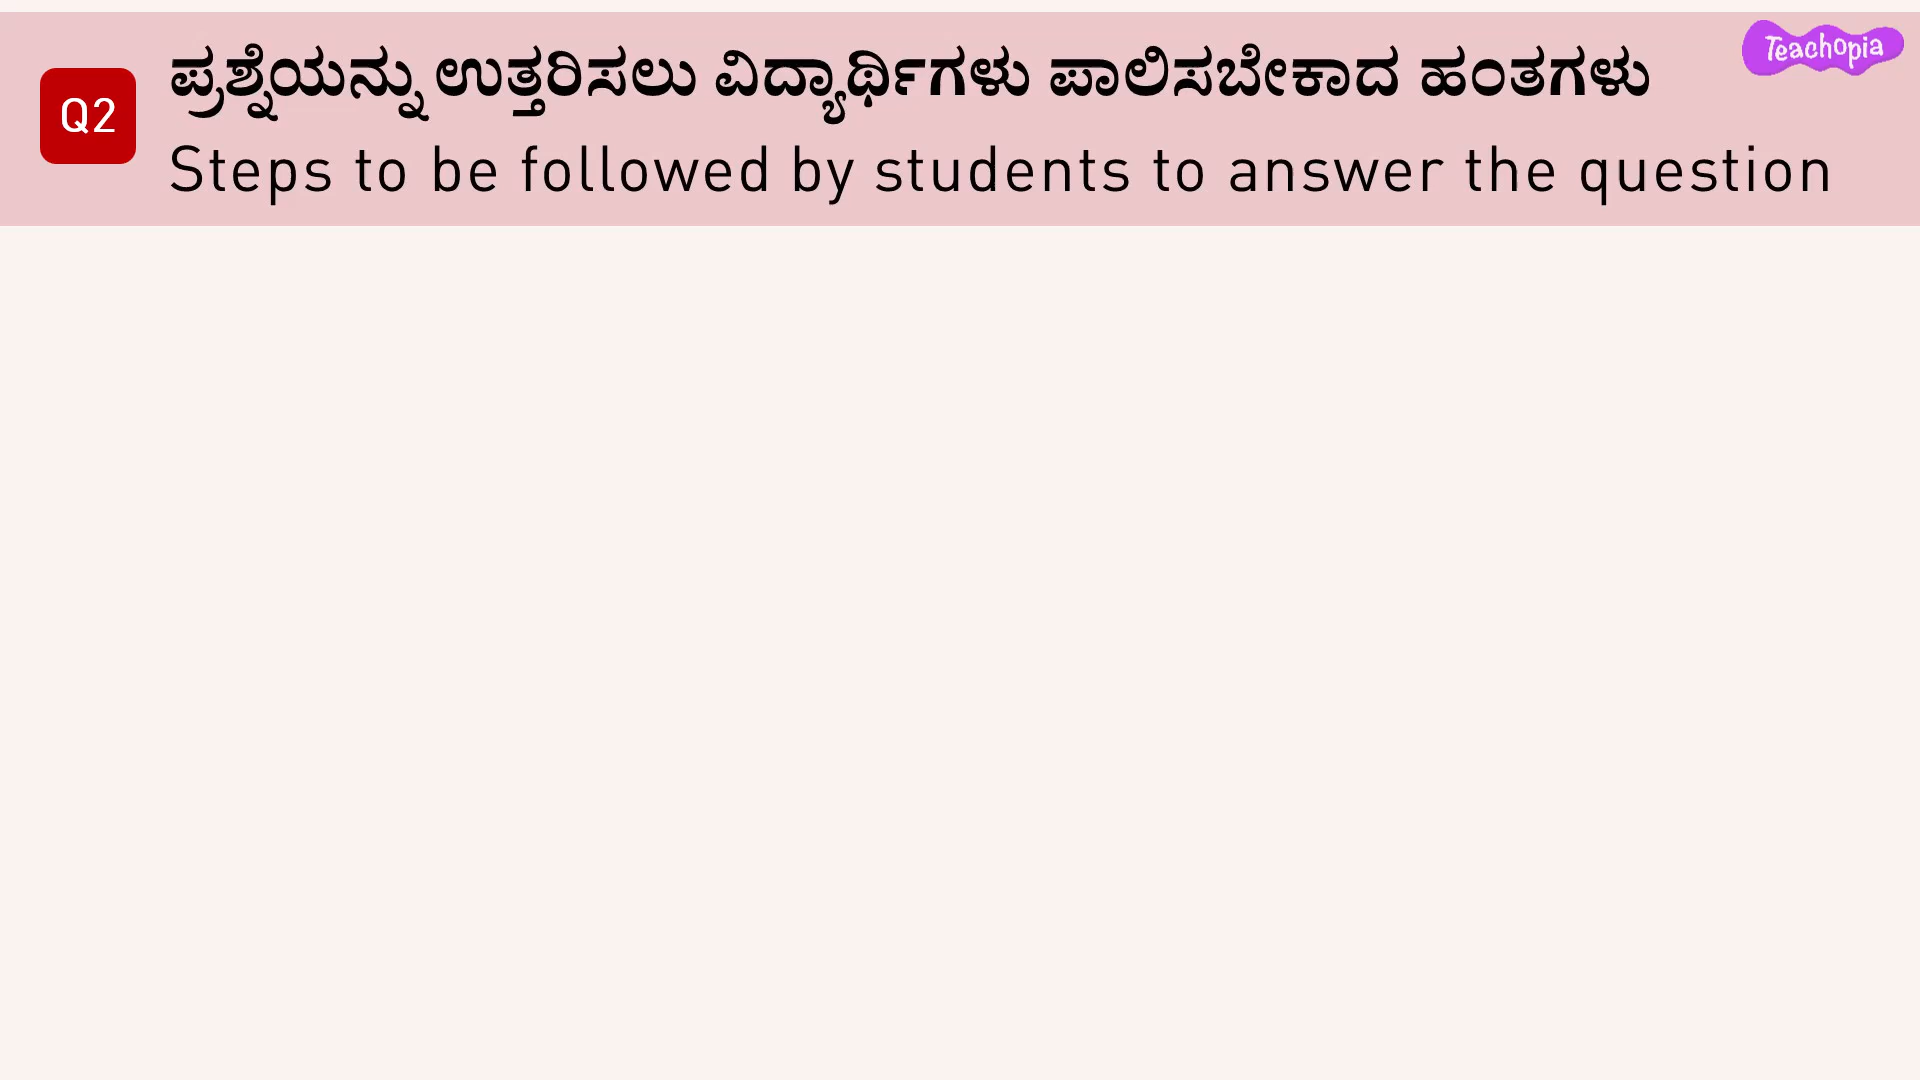 Teachopia
Q2
ಪ್ರಶ್ನೆಯನ್ನು ಉತ್ತರಿಸಲು ವಿದ್ಯಾರ್ಥಿಗಳು ಪಾಲಿಸಬೇಕಾದ ಹಂತಗಳು
Steps to be followed by students to answer the question